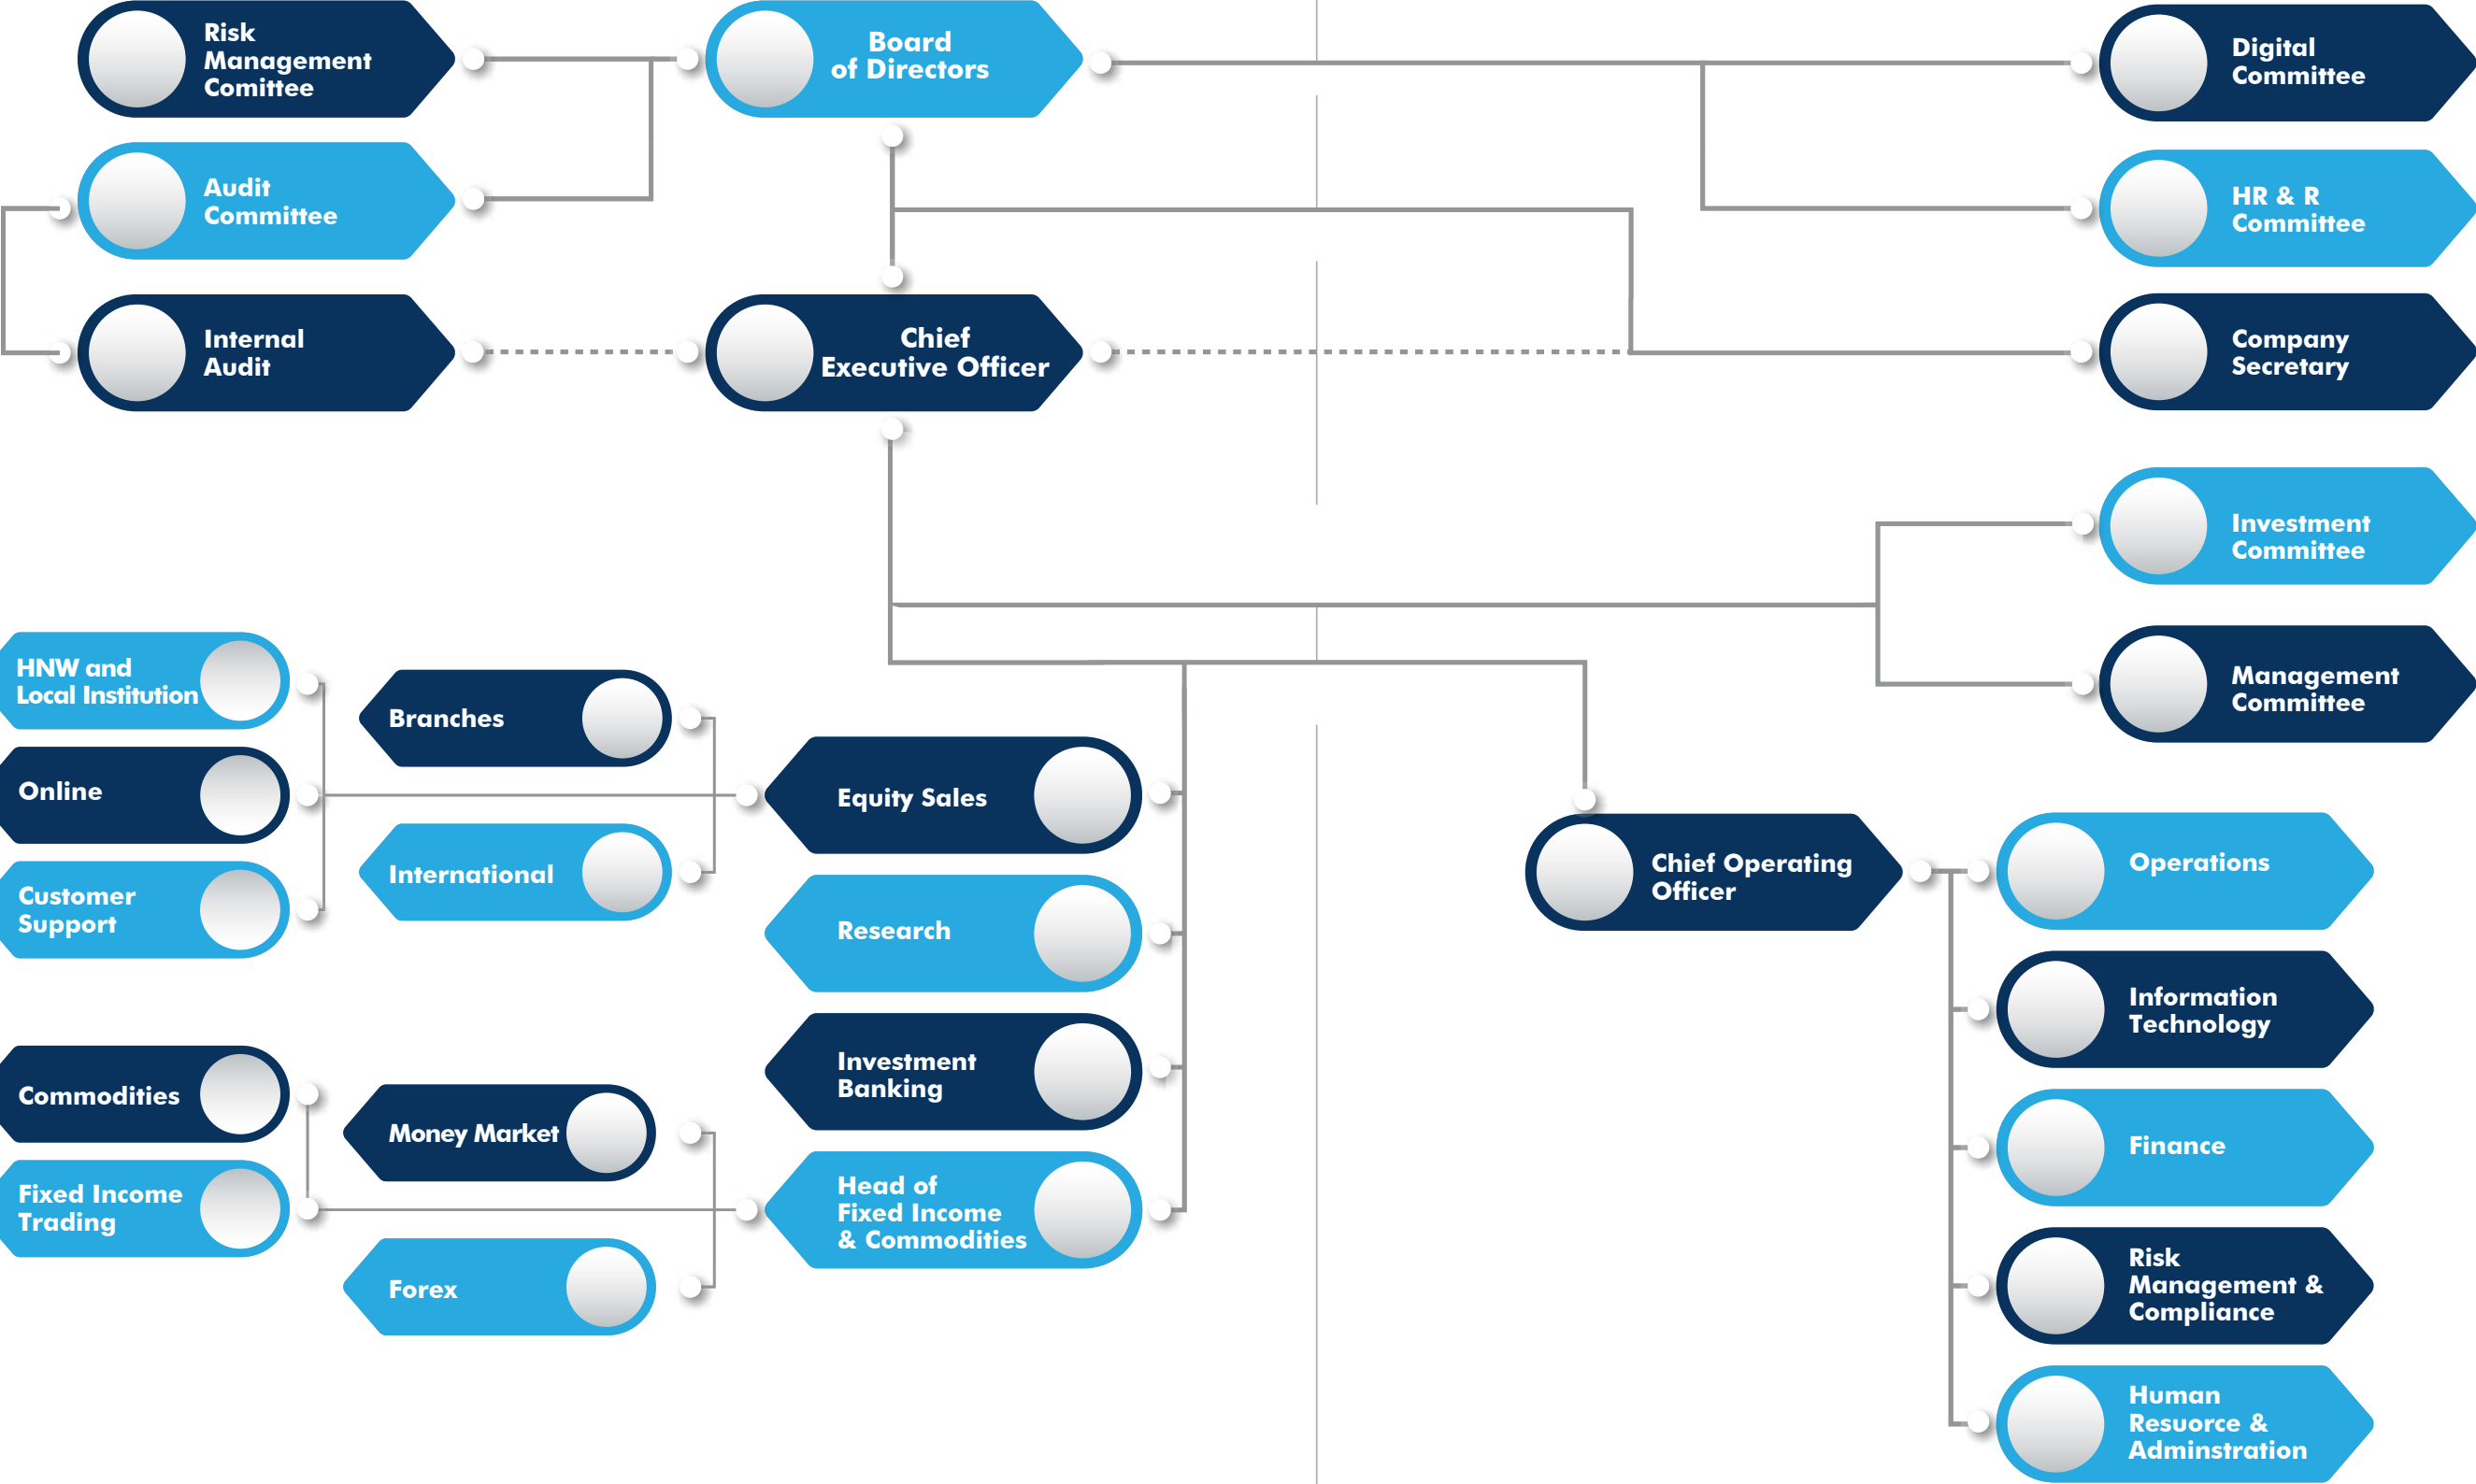 Risk
Management
Comittee
Board
of Directors
Digital
Committee
Audit
Committee
HR & R
Committee
Internal
Audit
Chief
Executive Officer
Company
Secretary
Investment
Committee
Management
Committee
HNW and
Local Institution
Branches
Online
Equity Sales
International
Customer
Support
Research
Chief Operating
Officer
Operations
Information
Technology
Investment
Banking
Commodities
Money Market
Finance
Fixed Income
Trading
Head of
Fixed Income
& Commodities
Forex
Risk
Management &
Compliance
Human
Resuorce &
Adminstration